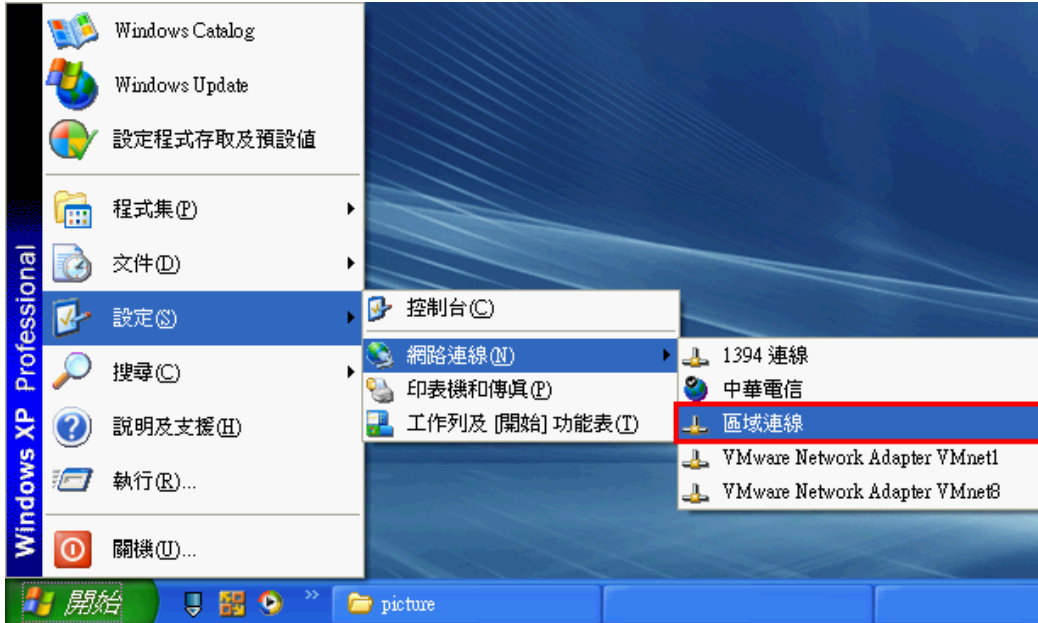 Windows Catalog
Windows Update
設定程式存取及預設值
程式集(P)
文件(D)
設定(S)
搜尋(C)
說明及支援(H)
執行(R)...
關機(U)...
Windows XP Professional
控制台(C)
網路連線(N)
印表機和傳真(P)
工作列及 [開始] 功能表(T)
1394 連線
中華電信
區域連線
VMware Network Adapter VMnet1
VMware Network Adapter VMnet8
開始
picture